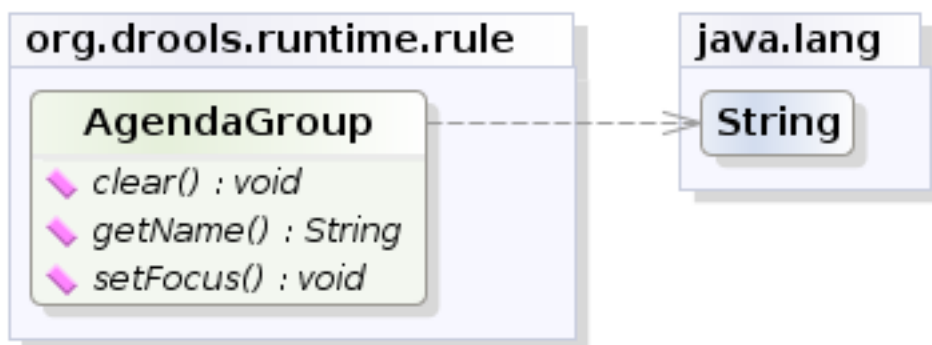 org.drools.runtime.rule
java.lang
AgendaGroup
String
clear() : void
getName() : String
setFocus() : void